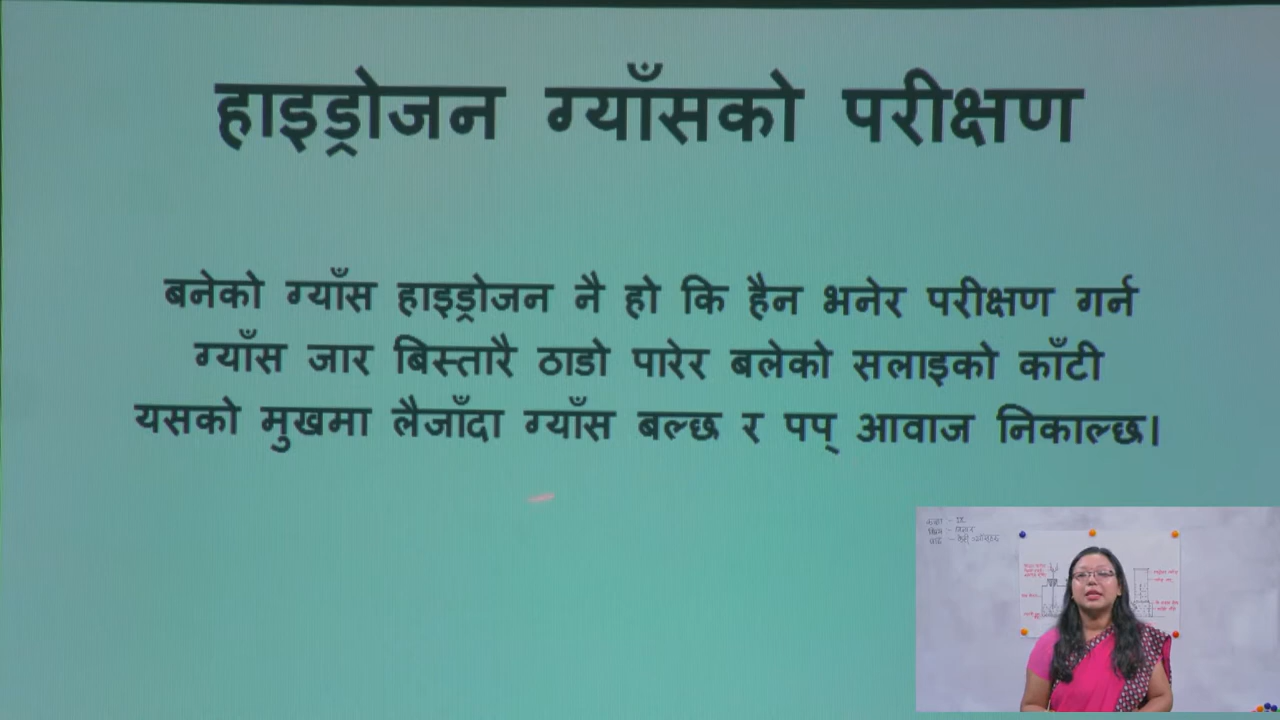 हाइड्रोजन ग्याँसको परीक्षण
बनेको ग्याँस हाइड्रोजन नै हो कि हैन भनेर परीक्षण गर्न
ग्याँस जार बिस्तारै ठाडो पारेर बलेको सलाइको काँटी
यसको मुखमा लैजाँदा ग्याँस बल्छ र पप् आवाज निकाल्छ।